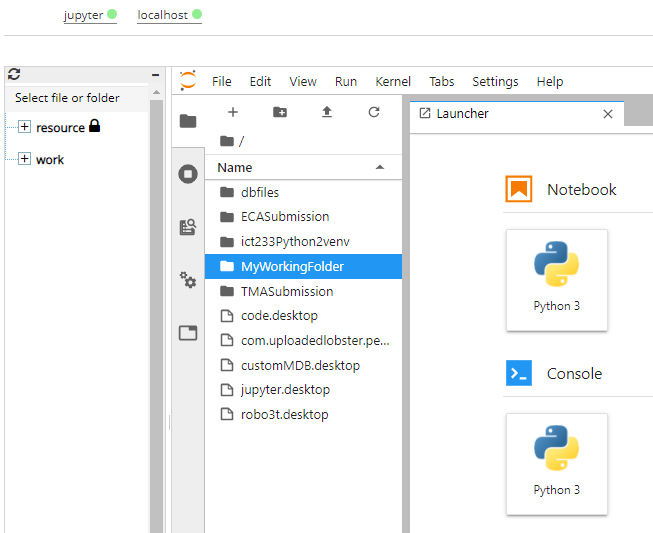 jupyter localhost
Select file or folder
resource
work
File Edit View Run Kernel Tabs Settings Help
/
Name
dbfiles
ECASubmission
ict233Python2venv
MyWorkingFolder
TMASubmission
code.desktop
com.uploadedlobster.pe...
customMDB.desktop
jupyter.desktop
robo3t.desktop
Launcher
Notebook
Python 3
Console
Python 3